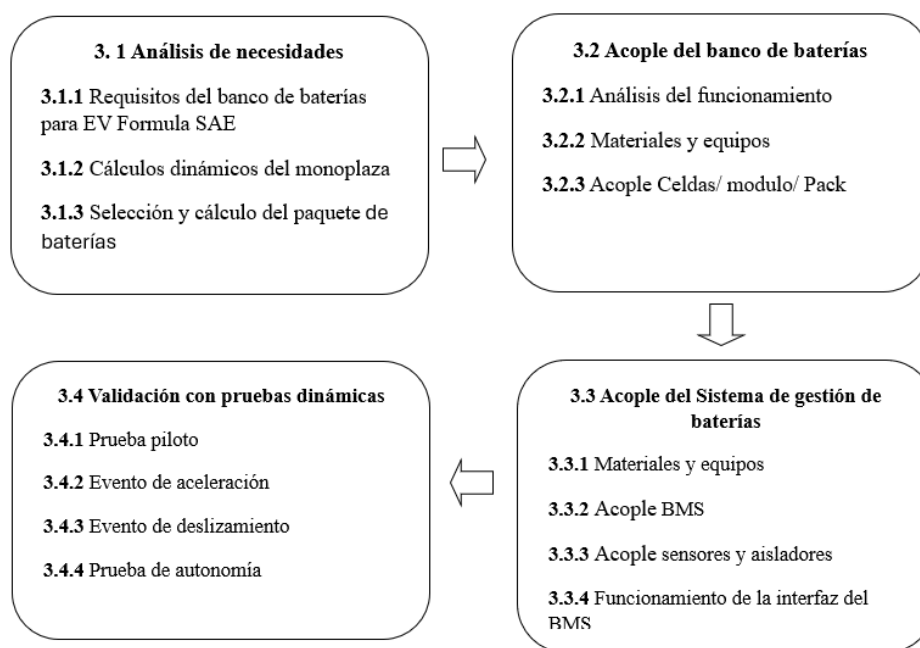 3. 1 Análisis de necesidades
3.1.1 Requisitos del banco de baterías
para EV Formula SAE
3.1.2 Cálculos dinámicos del monoplaza
3.1.3 Selección y cálculo del paquete de
baterías
3.2 Acople del banco de baterías
3.2.1 Análisis del funcionamiento
3.2.2 Materiales y equipos
3.2.3 Acople Celdas/ modulo/ Pack
3.3 Acople del Sistema de gestión de
baterías
3.3.1 Materiales y equipos
3.3.2 Acople BMS
3.3.3 Acople sensores y aisladores
3.3.4 Funcionamiento de la interfaz del
BMS
3.4 Validación con pruebas dinámicas
3.4.1 Prueba piloto
3.4.2 Evento de aceleración
3.4.3 Evento de deslizamiento
3.4.4 Prueba de autonomía